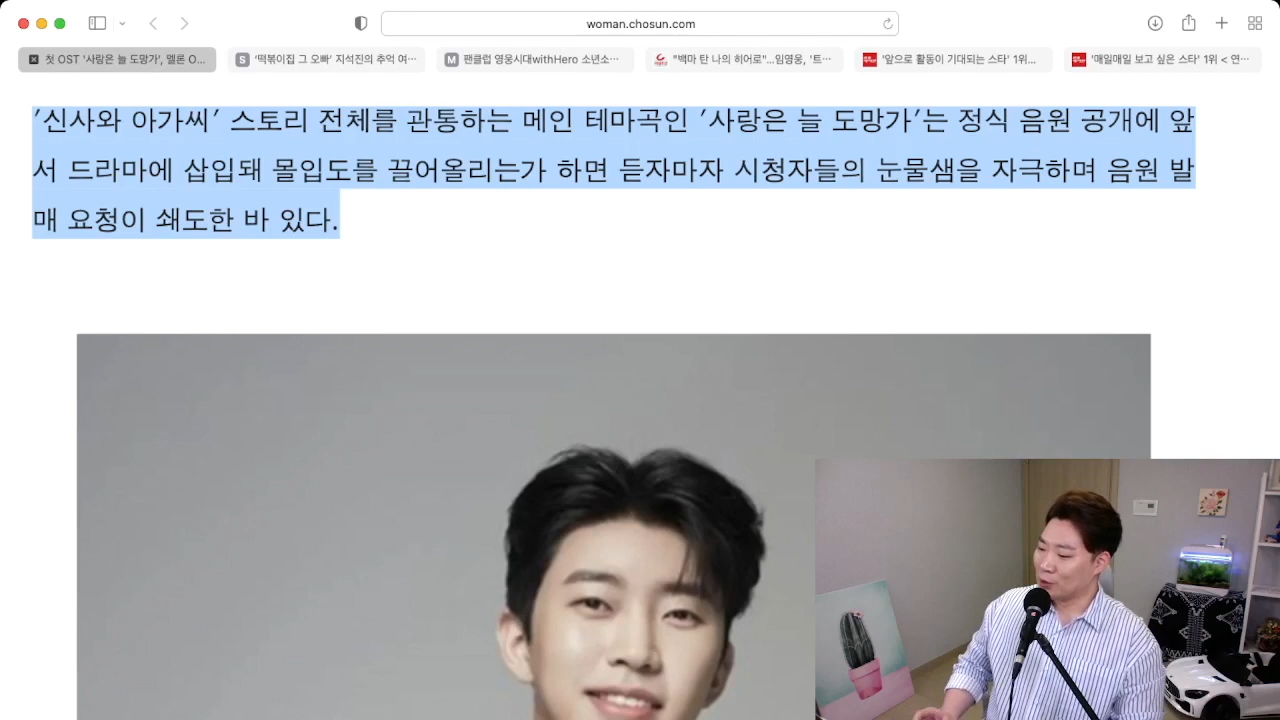 woman.chosun.com
첫 OST '사랑은 늘 도망가', 멜론 O...
S '떡볶이집 그 오빠' 지석진의 추억 여…
M 팬클럽 영웅시대withHero 소년소…
"백마 탄 나의 히어로"...임영웅, '트…
'앞으로 활동이 기대되는 스타' 1위...
'매일매일 보고 싶은 스타' 1위 < 연…
'신사와 아가씨' 스토리 전체를 관통하는 메인 테마곡인 '사랑은 늘 도망가'는 정식 음원 공개에 앞
서 드라마에 삽입돼 몰입도를 끌어올리는가 하면 듣자마자 시청자들의 눈물샘을 자극하며 음원 발
매 요청이 쇄도한 바 있다.